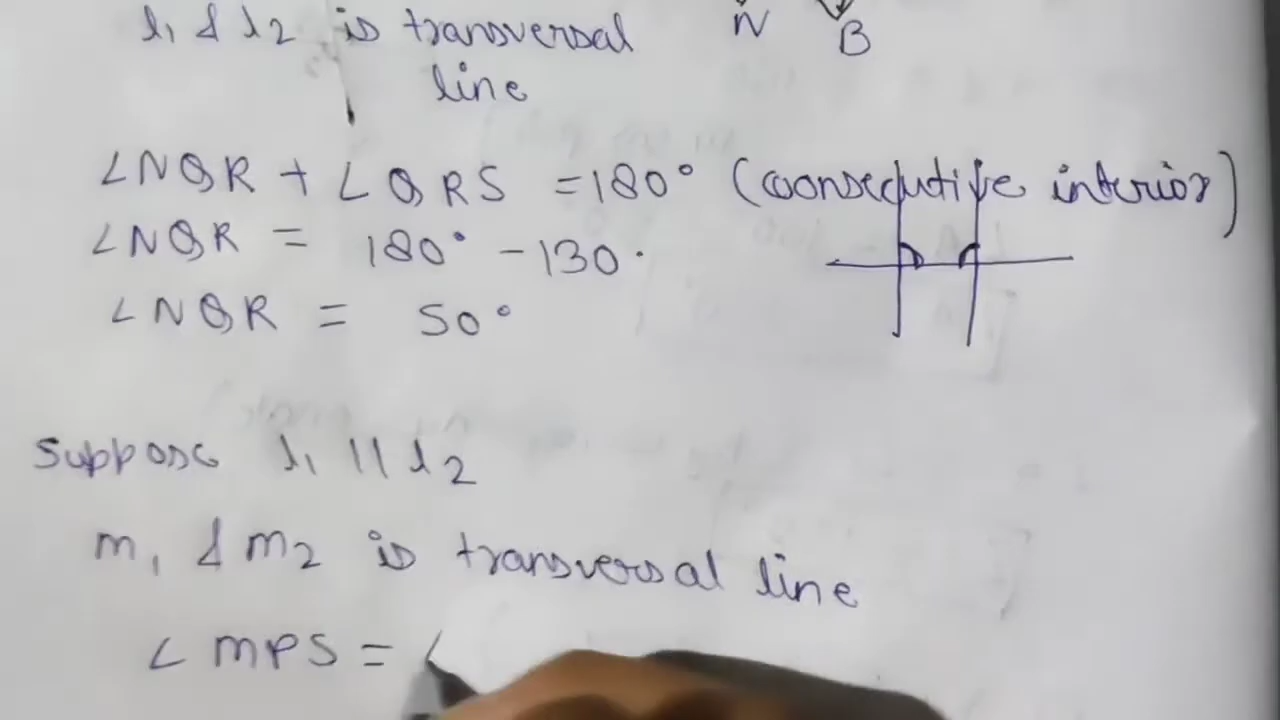 l₁ & l₂ is transversal N B
line
∠NQR + ∠QRS = 180° (consecutive interior)
∠NQR = 180° - 130°
∠NQR = 50°
suppose l₁ || l₂
m₁ & m₂ is transversal line
∠MPS = ∠